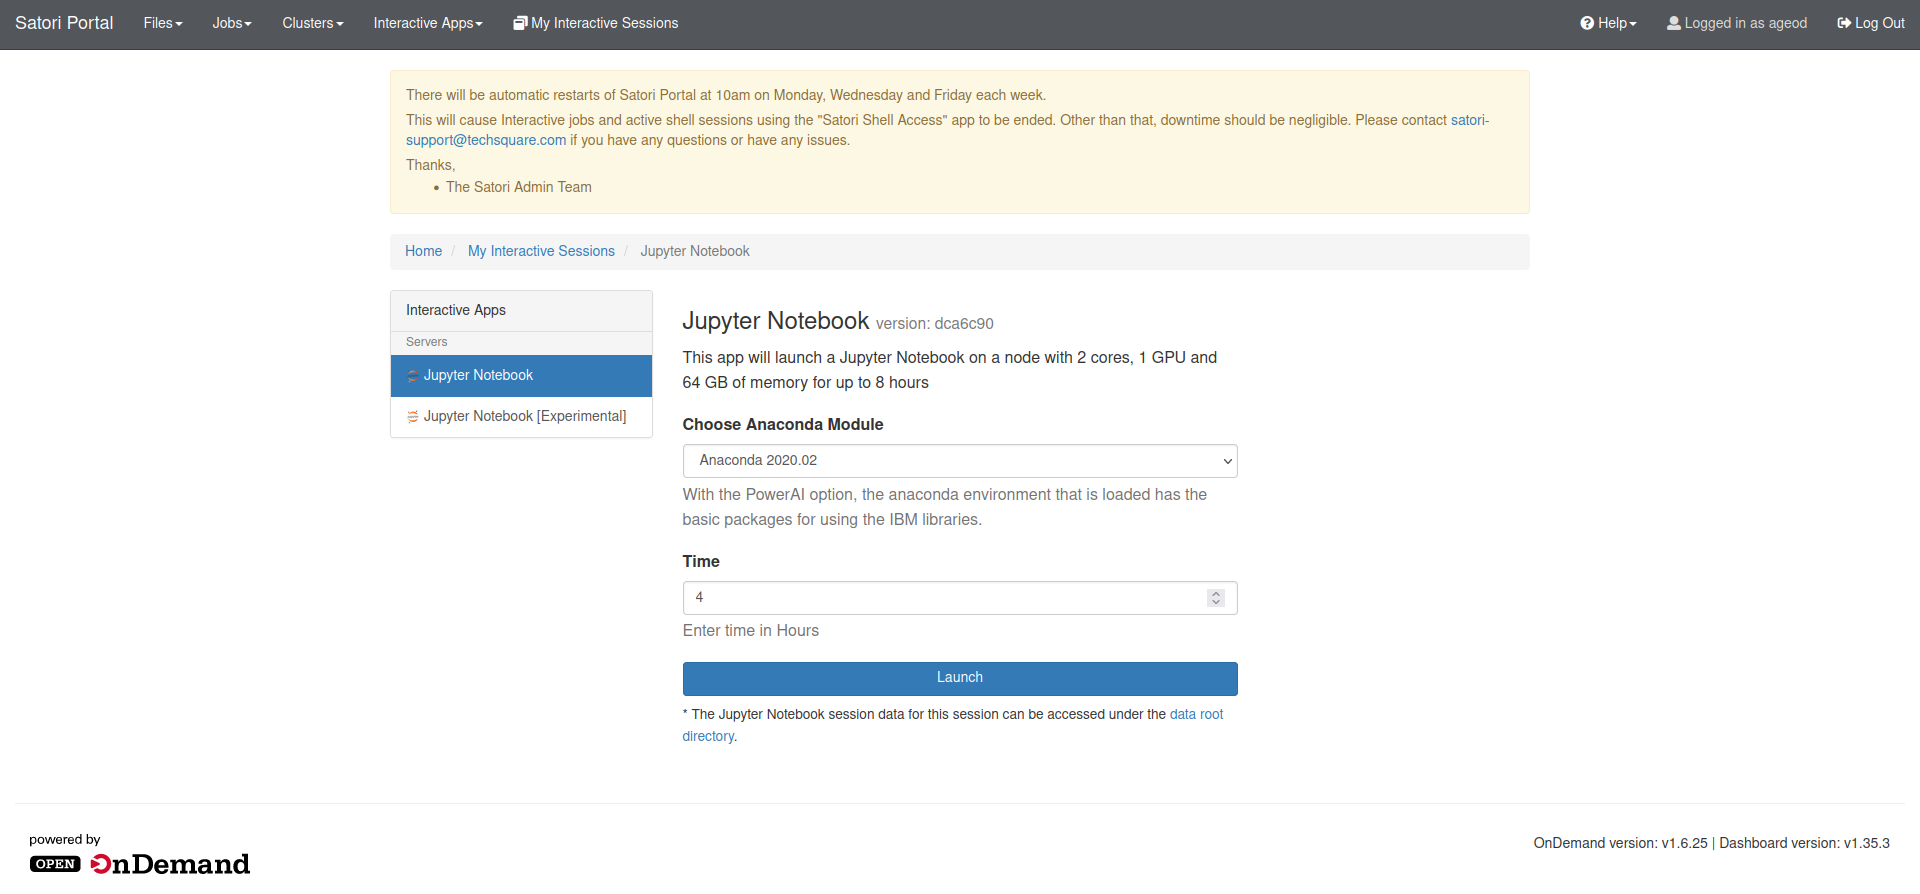 Satori Portal Files Jobs Clusters Interactive Apps My Interactive Sessions Help Logged in as ageod Log Out
There will be automatic restarts of Satori Portal at 10am on Monday, Wednesday and Friday each week.
This will cause Interactive jobs and active shell sessions using the "Satori Shell Access" app to be ended. Other than that, downtime should be negligible. Please contact satori-
support@techsquare.com if you have any questions or have any issues.
Thanks,
• The Satori Admin Team
Home / My Interactive Sessions / Jupyter Notebook
Interactive Apps
Servers
Jupyter Notebook
Jupyter Notebook [Experimental]
Jupyter Notebook version: dca6c90
This app will launch a Jupyter Notebook on a node with 2 cores, 1 GPU and
64 GB of memory for up to 8 hours
Choose Anaconda Module
Anaconda 2020.02
With the PowerAI option, the anaconda environment that is loaded has the
basic packages for using the IBM libraries.
Time
4
Enter time in Hours
Launch
* The Jupyter Notebook session data for this session can be accessed under the data root
directory.
powered by
OPEN OnDemand
OnDemand version: v1.6.25 | Dashboard version: v1.35.3